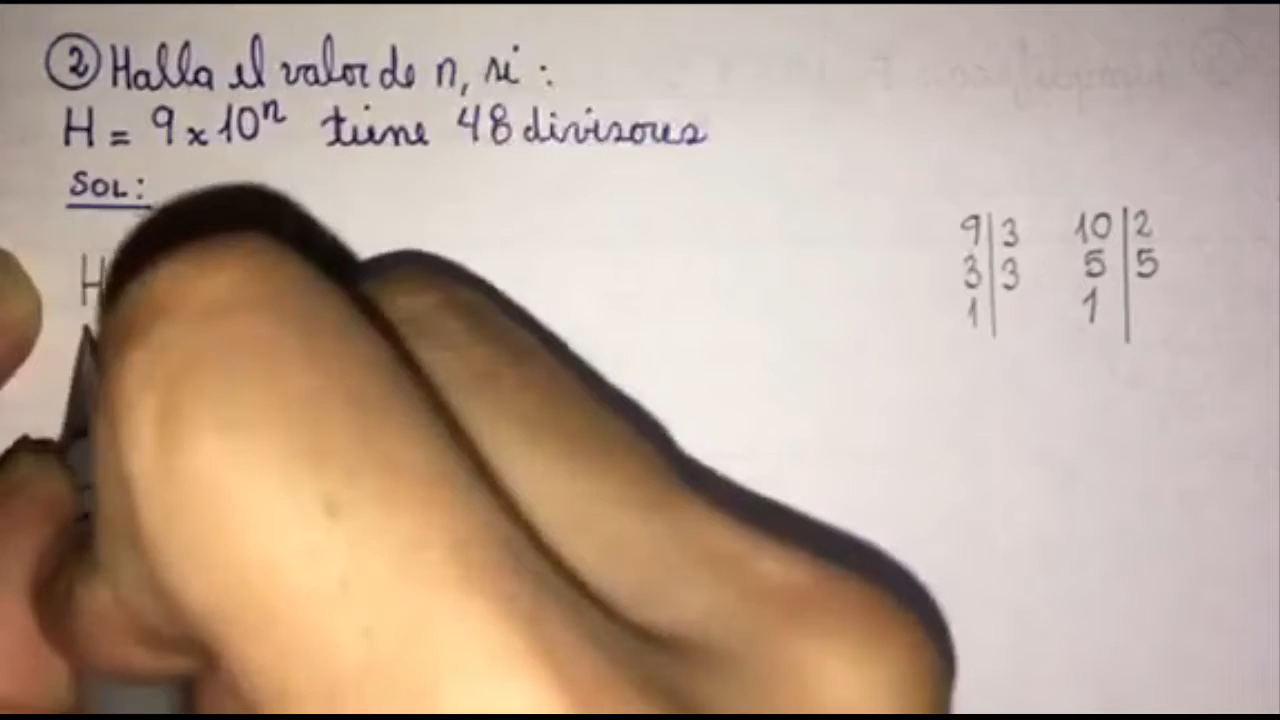 ② Halla el valor de n, si :
H = 9 x 10ⁿ tiene 48 divisores
SOL:
H
9 | 3 10 | 2
3 | 3 5 | 5
1 | 1 |